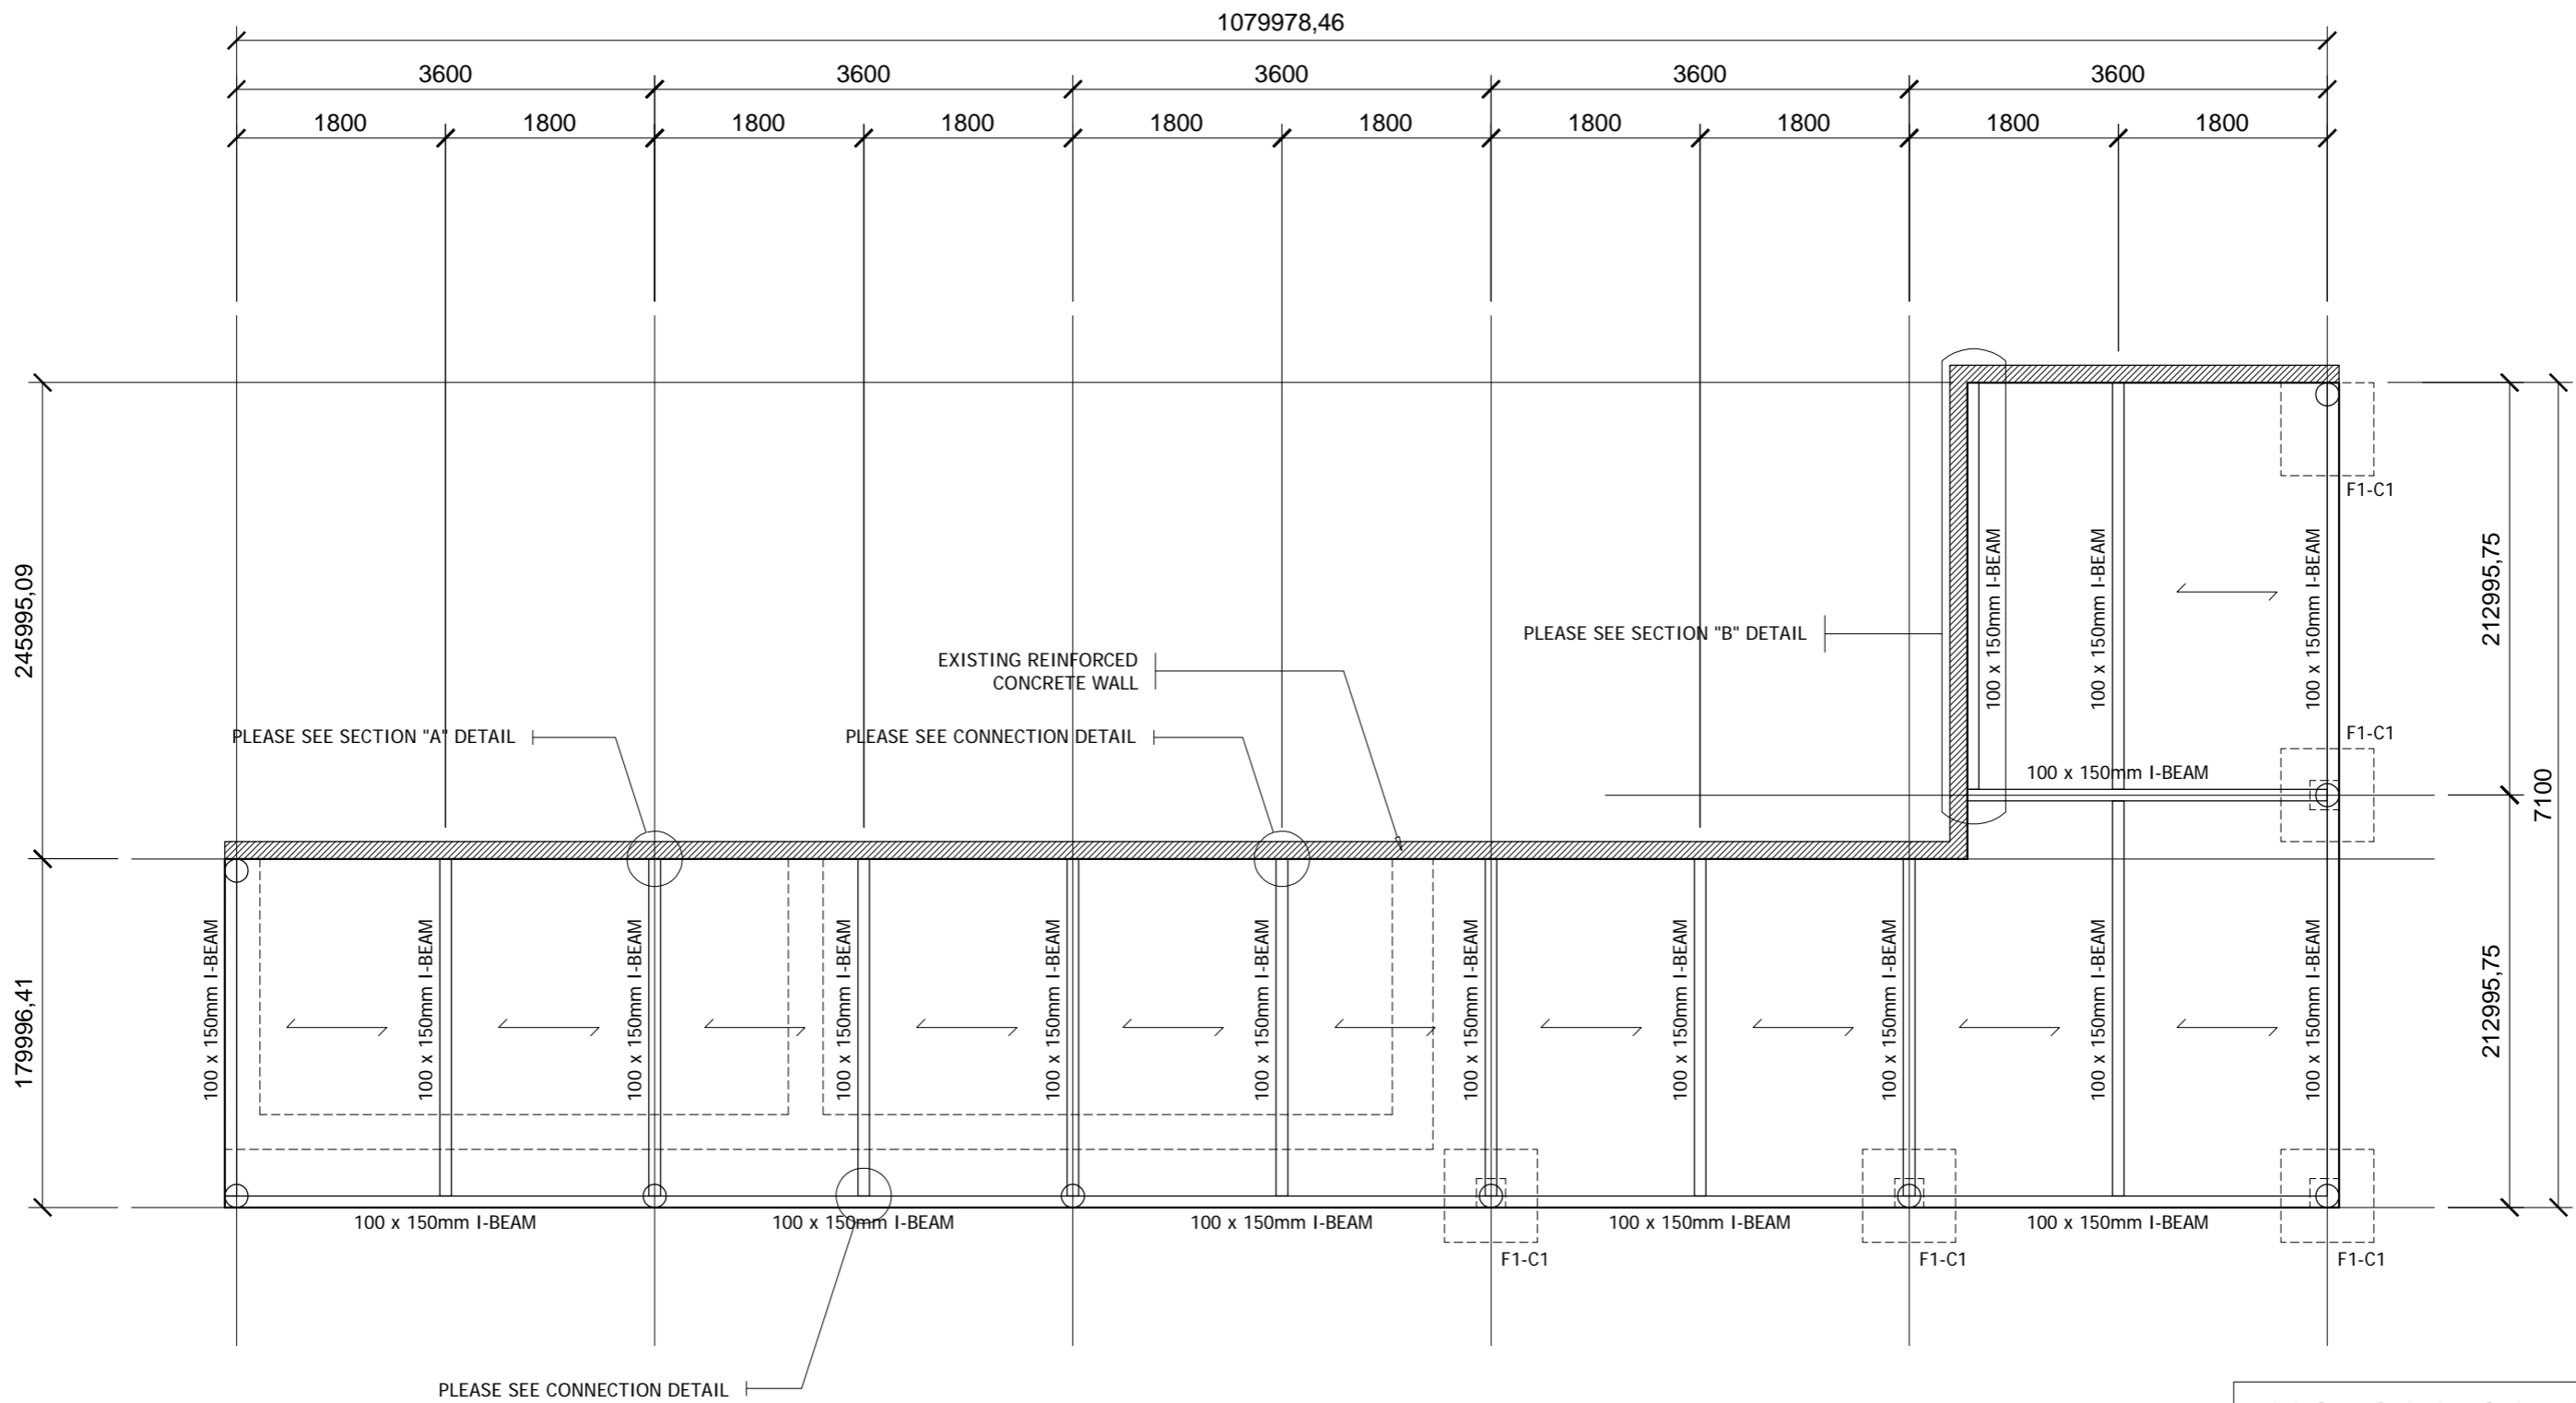 1079978,46
3600
3600
3600
3600
3600
1800
1800
1800
1800
1800
1800
1800
1800
1800
1800
F1-C1
245995,09
212995,75
100 x 150mm I-BEAM
100 x 150mm I-BEAM
100 x 150mm I-BEAM
PLEASE SEE SECTION "B" DETAIL
EXISTING REINFORCED
CONCRETE WALL
PLEASE SEE SECTION "A" DETAIL
PLEASE SEE CONNECTION DETAIL
F1-C1
100 x 150mm I-BEAM
7100
179996,41
100 x 150mm I-BEAM
100 x 150mm I-BEAM
100 x 150mm I-BEAM
100 x 150mm I-BEAM
100 x 150mm I-BEAM
100 x 150mm I-BEAM
100 x 150mm I-BEAM
100 x 150mm I-BEAM
100 x 150mm I-BEAM
100 x 150mm I-BEAM
100 x 150mm I-BEAM
212995,75
100 x 150mm I-BEAM
100 x 150mm I-BEAM
100 x 150mm I-BEAM
100 x 150mm I-BEAM
100 x 150mm I-BEAM
F1-C1
F1-C1
F1-C1
PLEASE SEE CONNECTION DETAIL